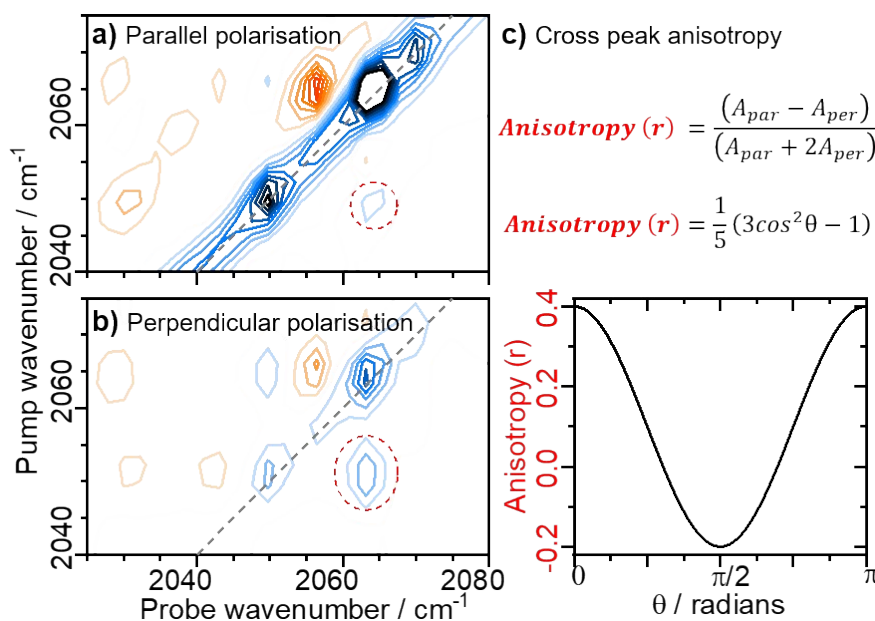 a) Parallel polarisation
2060
2040
b) Perpendicular polarisation
2060
2040
Pump wavenumber / cm⁻¹
2040 2060 2080
Probe wavenumber / cm⁻¹
c) Cross peak anisotropy
Anisotropy (r) = (A_par − A_per) / (A_par + 2A_per)
Anisotropy (r) = 1/5 (3cos²θ − 1)
Anisotropy (r)
0.4
0.2
0.0
-0.2
0 π/2 π
θ / radians